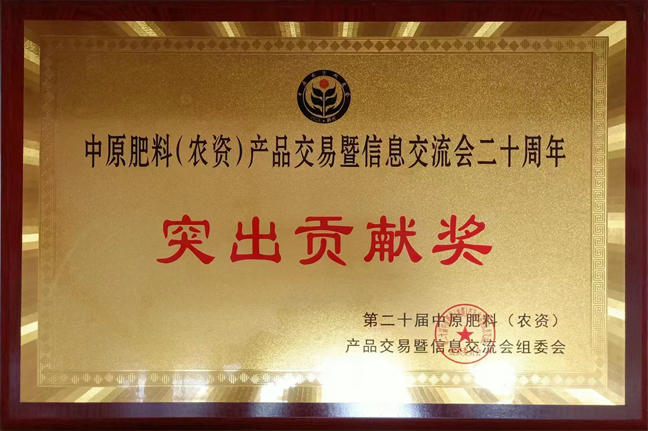 中原肥料(农资)产品交易暨信息交流会二十周年
突出贡献奖
第二十届中原肥料（农资）
产品交易暨信息交流会组委会